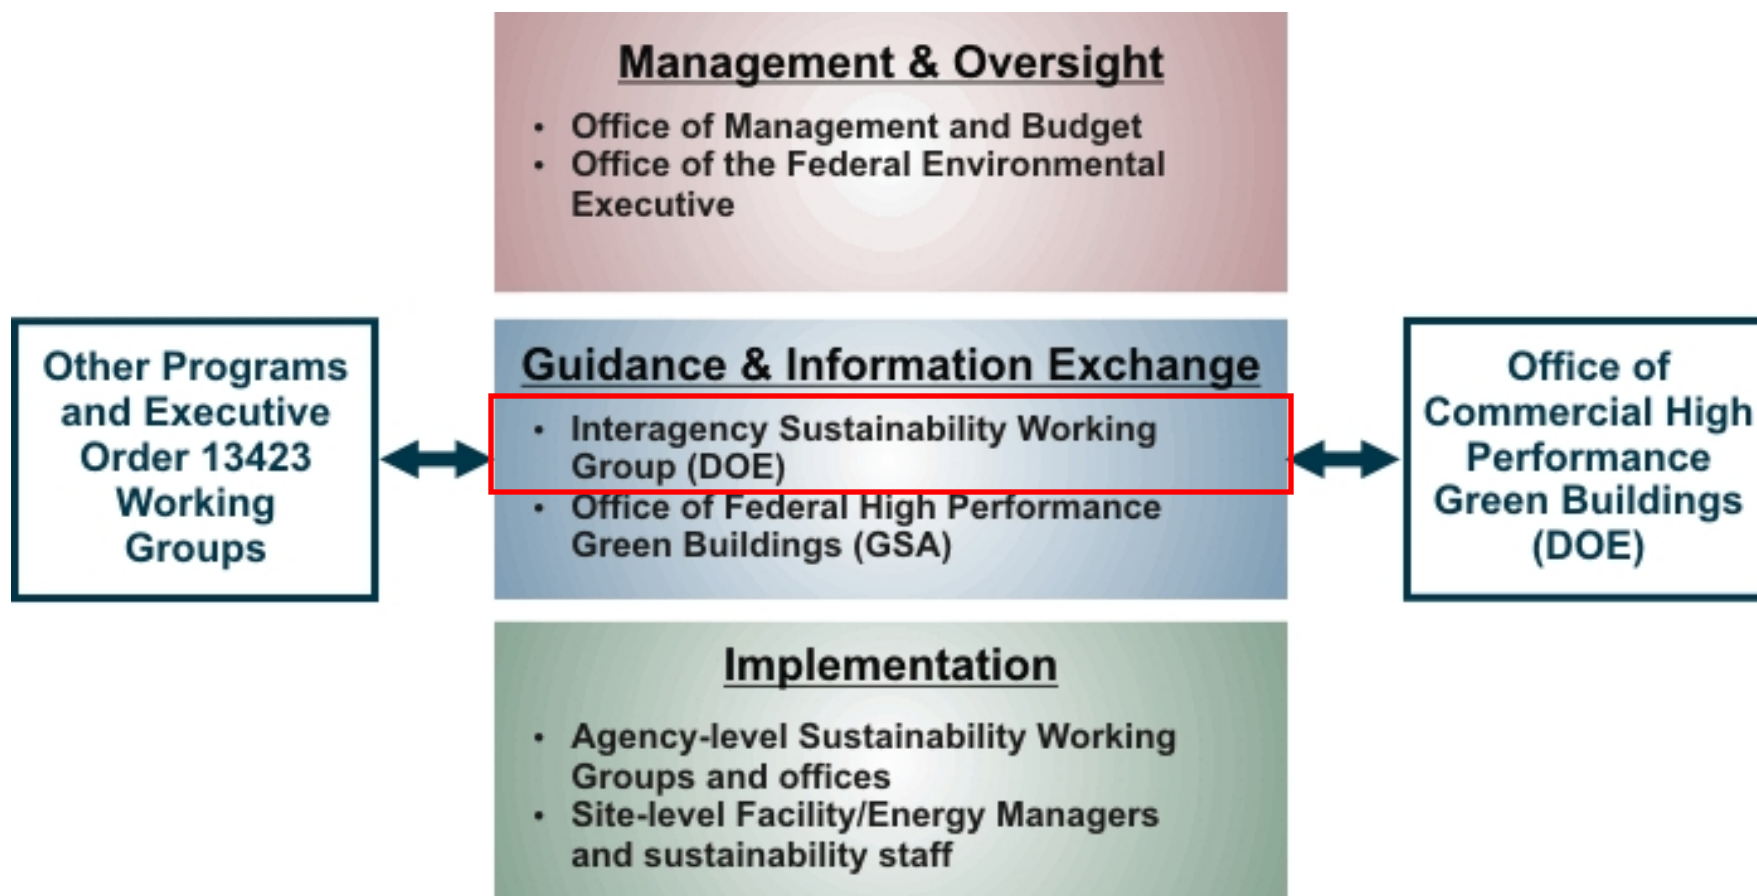 Management & Oversight
• Office of Management and Budget
• Office of the Federal Environmental
Executive
Other Programs
and Executive
Order 13423
Working
Groups
Guidance & Information Exchange
• Interagency Sustainability Working
Group (DOE)
• Office of Federal High Performance
Green Buildings (GSA)
Office of
Commercial High
Performance
Green Buildings
(DOE)
Implementation
• Agency-level Sustainability Working
Groups and offices
• Site-level Facility/Energy Managers
and sustainability staff